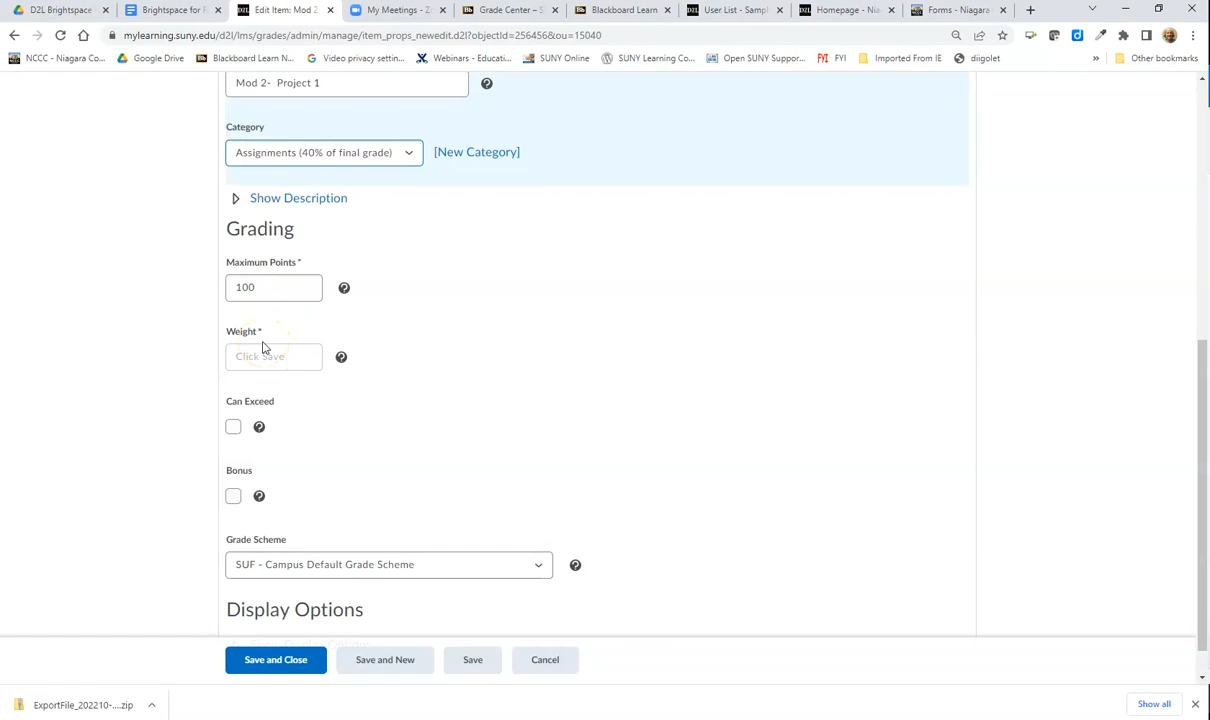 D2L Brightspace
Brightspace for F
Edit Item: Mod 2
My Meetings - Zo
Grade Center – S
Blackboard Learn
User List - Sampl
Homepage - Nia
Forms - Niagara
mylearning.suny.edu/d2l/lms/grades/admin/manage/item_props_newedit.d2l?objectId=256456&ou=15040
NCCC - Niagara Co...
Google Drive
Blackboard Learn N...
Video privacy settin...
Webinars - Educati...
SUNY Online
SUNY Learning Co...
Open SUNY Suppor...
FYI
Imported From IE
diigolet
»
Other bookmarks
Mod 2- Project 1
Category
Assignments (40% of final grade)
[New Category]
Show Description
Grading
Maximum Points *
100
Weight *
Click Save
Can Exceed
Bonus
Grade Scheme
SUF - Campus Default Grade Scheme
Display Options
Save and Close
Save and New
Save
Cancel
ExportFile_202210-....zip
Show all